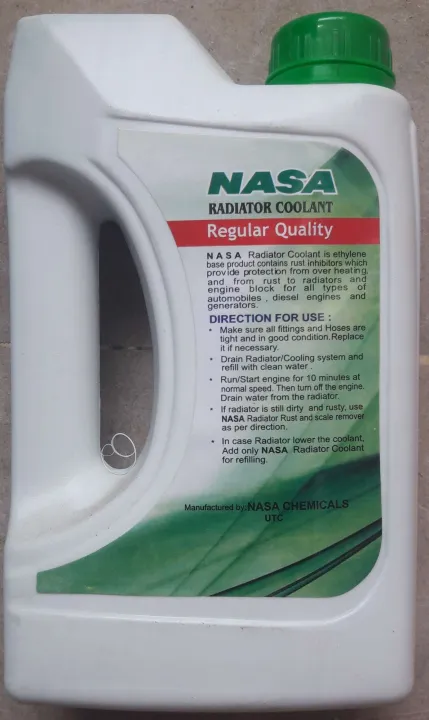 NASA
RADIATOR COOLANT
Regular Quality
NASA Radiator Coolant is ethylene
base product contains rust inhibitors which
provide protection from over heating,
and from rust to radiators and
engine block for all types of
automobiles , diesel engines and
generators.
DIRECTION FOR USE :
• Make sure all fittings and Hoses are
tight and in good condition.Replace
it if necessary.
• Drain Radiator/Cooling system and
refill with clean water .
• Run/Start engine for 10 minutes at
normal speed. Then turn off the engine.
Drain water from the radiator.
• If radiator is still dirty and rusty, use
NASA Radiator Rust and scale remover
as per direction.
• In case Radiator lower the coolant,
Add only NASA Radiator Coolant
for refilling.
Manufactured by:NASA CHEMICALS
UTC